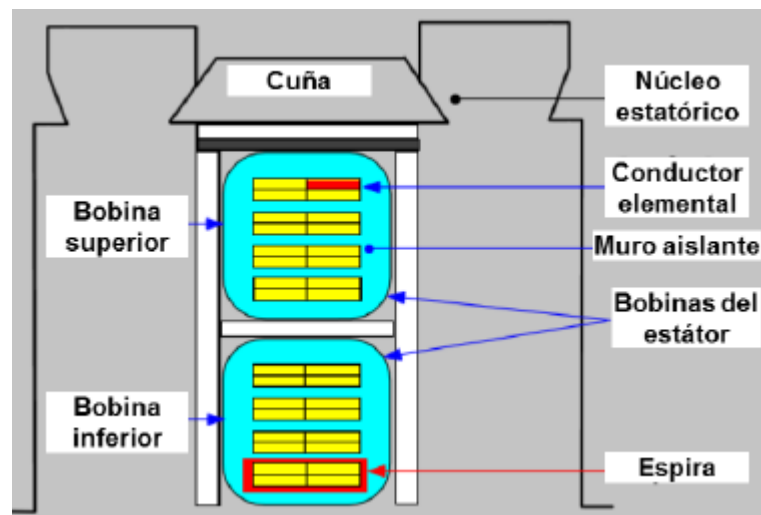 Cuña
Núcleo
estatórico
Conductor
elemental
Bobina
superior
Muro aislante
Bobinas del
estátor
Bobina
inferior
Espira